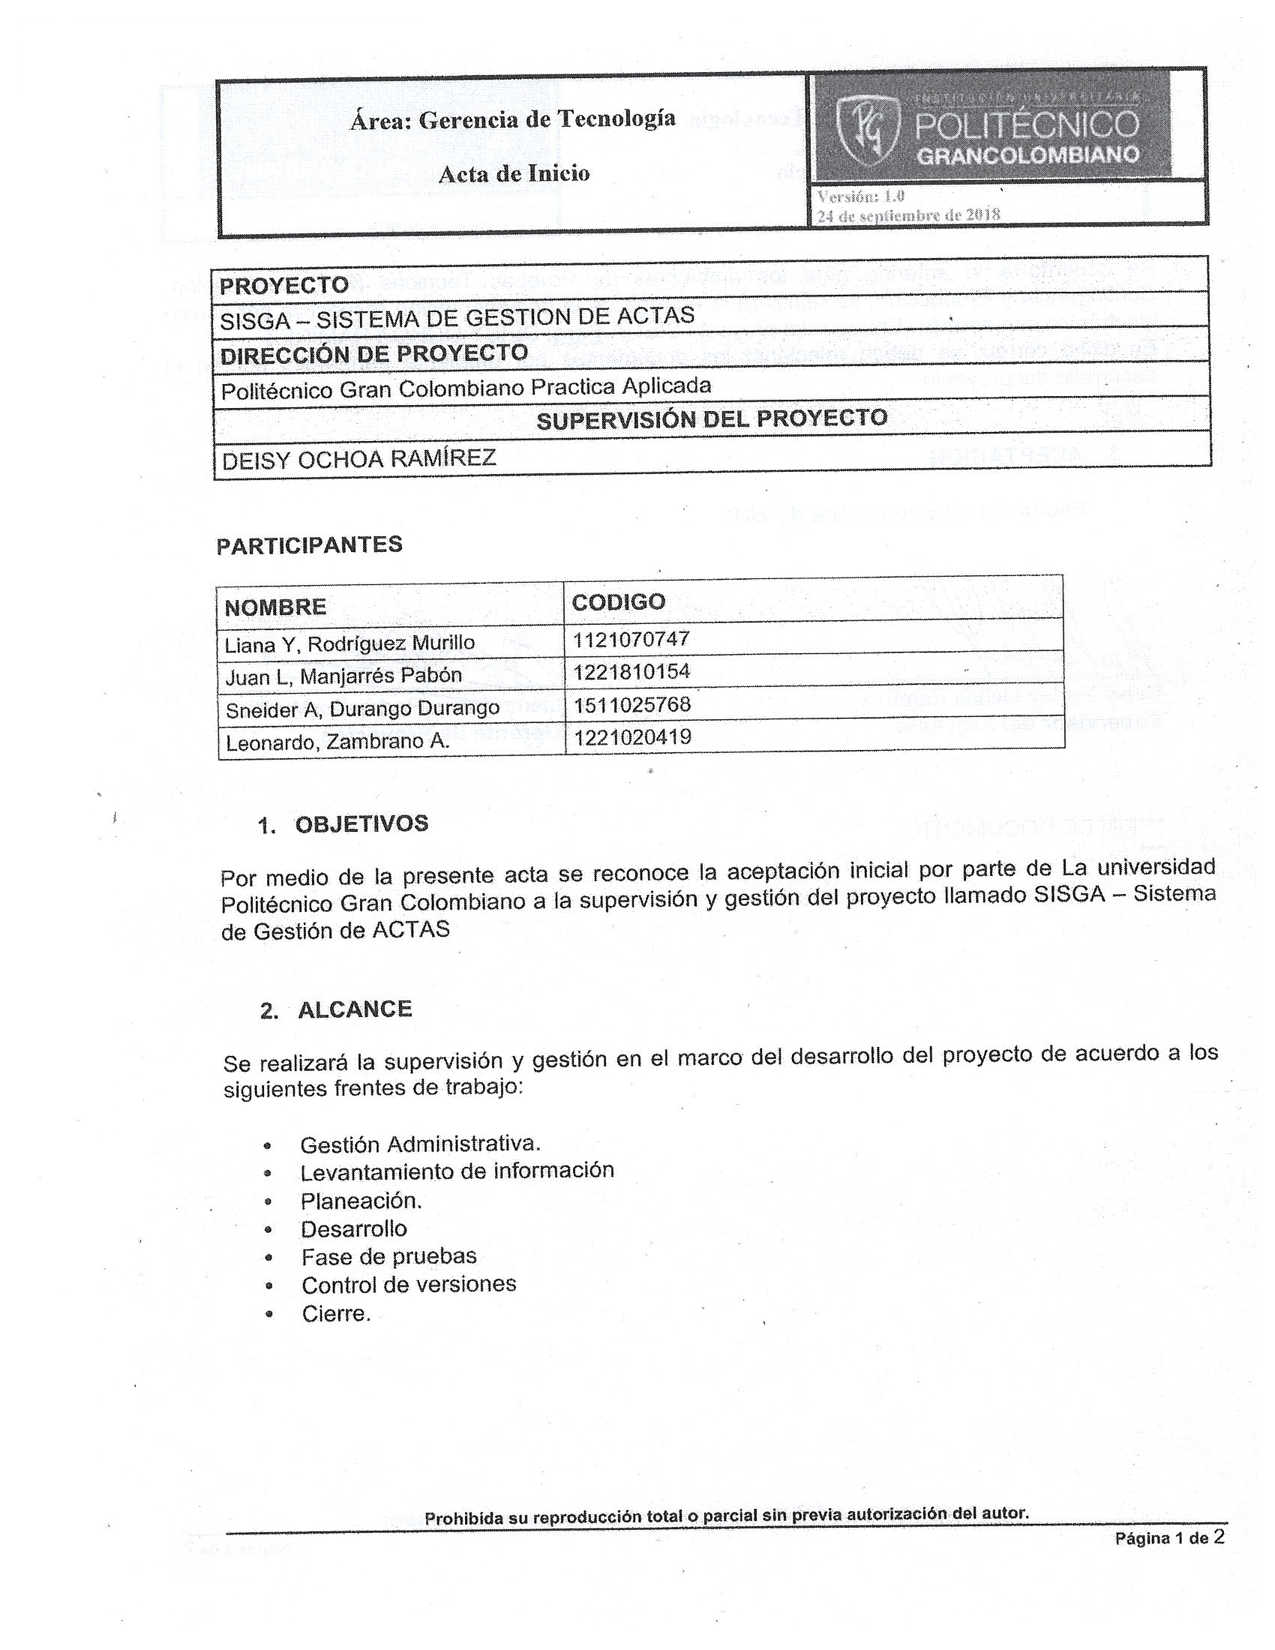 Área: Gerencia de Tecnología
Acta de Inicio
INSTITUCIÓN UNIVERSITARIA
POLITÉCNICO
GRANCOLOMBIANO
Versión: 1.0
24 de septiembre de 2018
PROYECTO
SISGA – SISTEMA DE GESTION DE ACTAS
DIRECCIÓN DE PROYECTO
Politécnico Gran Colombiano Practica Aplicada
SUPERVISIÓN DEL PROYECTO
DEISY OCHOA RAMÍREZ
PARTICIPANTES
NOMBRE CODIGO
Liana Y, Rodríguez Murillo 1121070747
Juan L, Manjarrés Pabón 1221810154
Sneider A, Durango Durango 1511025768
Leonardo, Zambrano A. 1221020419
1. OBJETIVOS
Por medio de la presente acta se reconoce la aceptación inicial por parte de La universidad
Politécnico Gran Colombiano a la supervisión y gestión del proyecto llamado SISGA – Sistema
de Gestión de ACTAS
2. ALCANCE
Se realizará la supervisión y gestión en el marco del desarrollo del proyecto de acuerdo a los
siguientes frentes de trabajo:
• Gestión Administrativa.
• Levantamiento de información
• Planeación.
• Desarrollo
• Fase de pruebas
• Control de versiones
• Cierre.
Prohibida su reproducción total o parcial sin previa autorización del autor.
Página 1 de 2